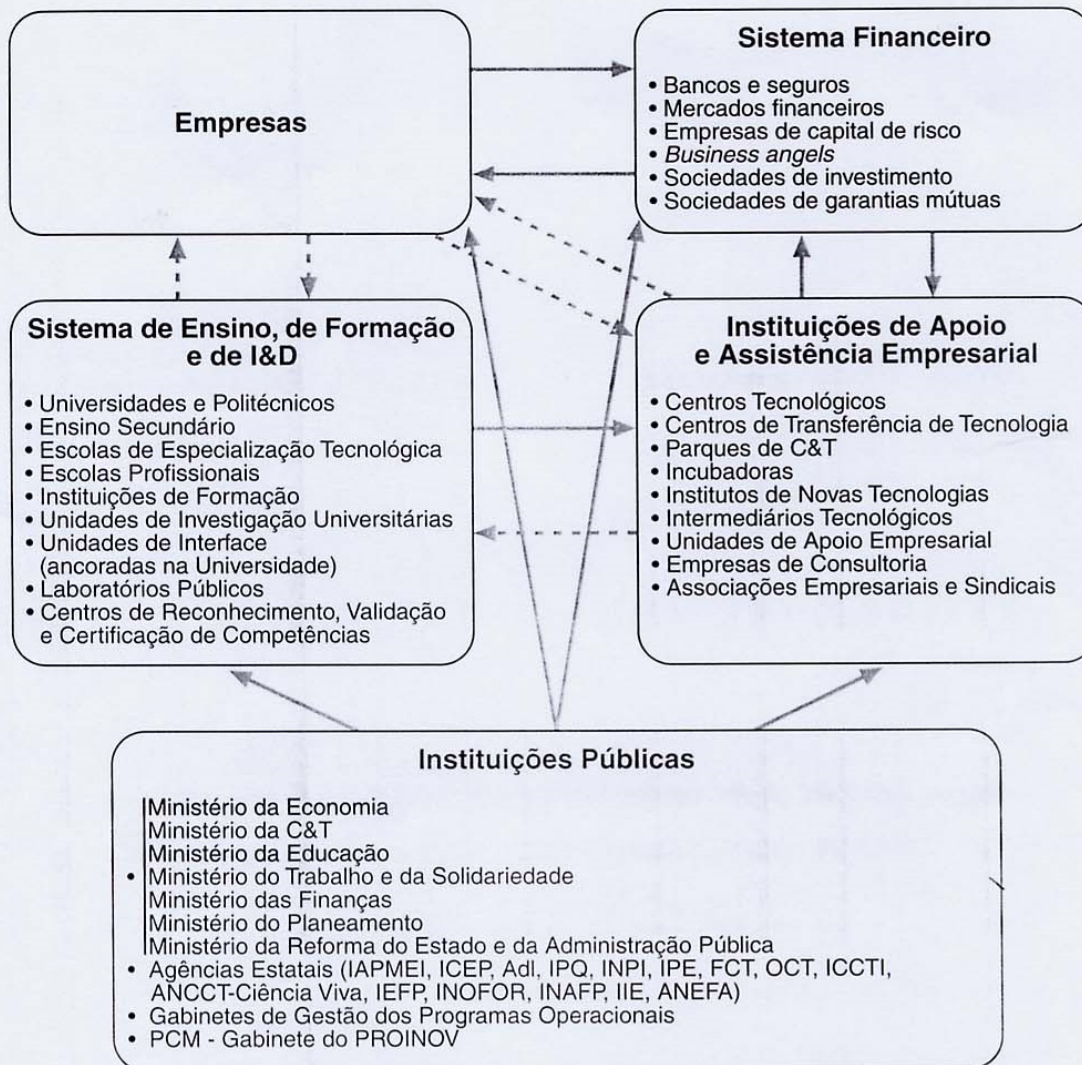 Empresas
Sistema Financeiro
• Bancos e seguros
• Mercados financeiros
• Empresas de capital de risco
• Business angels
• Sociedades de investimento
• Sociedades de garantias mútuas
Sistema de Ensino, de Formação
e de I&D
• Universidades e Politécnicos
• Ensino Secundário
• Escolas de Especialização Tecnológica
• Escolas Profissionais
• Instituições de Formação
• Unidades de Investigação Universitárias
• Unidades de Interface
(ancoradas na Universidade)
• Laboratórios Públicos
• Centros de Reconhecimento, Validação
e Certificação de Competências
Instituições de Apoio
e Assistência Empresarial
• Centros Tecnológicos
• Centros de Transferência de Tecnologia
• Parques de C&T
• Incubadoras
• Institutos de Novas Tecnologias
• Intermediários Tecnológicos
• Unidades de Apoio Empresarial
• Empresas de Consultoria
• Associações Empresariais e Sindicais
Instituições Públicas
Ministério da Economia
Ministério da C&T
Ministério da Educação
• Ministério do Trabalho e da Solidariedade
Ministério das Finanças
Ministério do Planeamento
Ministério da Reforma do Estado e da Administração Pública
• Agências Estatais (IAPMEI, ICEP, AdI, IPQ, INPI, IPE, FCT, OCT, ICCTI,
ANCCT-Ciência Viva, IEFP, INOFOR, INAFP, IIE, ANEFA)
• Gabinetes de Gestão dos Programas Operacionais
• PCM - Gabinete do PROINOV